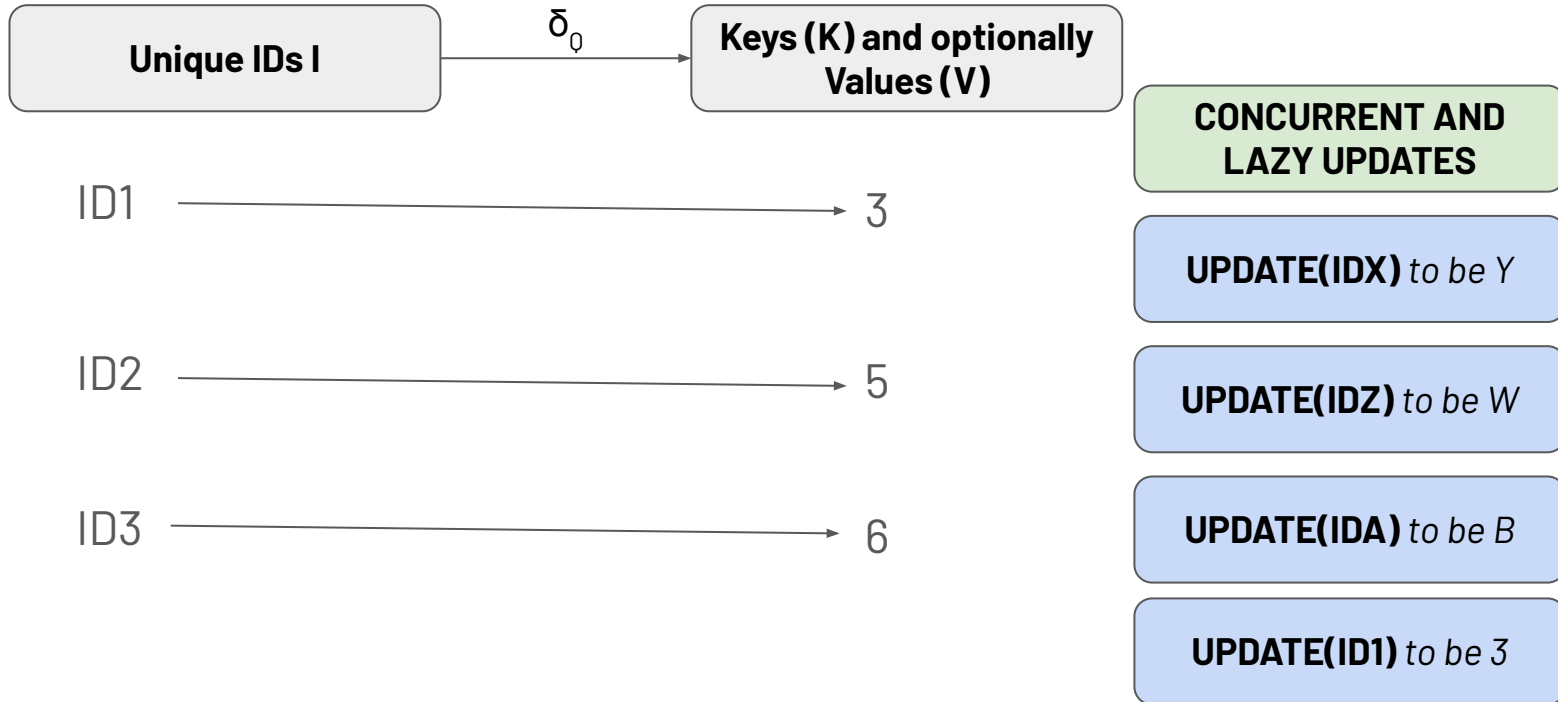 Unique IDs I
δQ
Keys (K) and optionally
Values (V)
CONCURRENT AND
LAZY UPDATES
ID1
3
UPDATE(IDX) to be Y
ID2
5
UPDATE(IDZ) to be W
ID3
6
UPDATE(IDA) to be B
UPDATE(ID1) to be 3